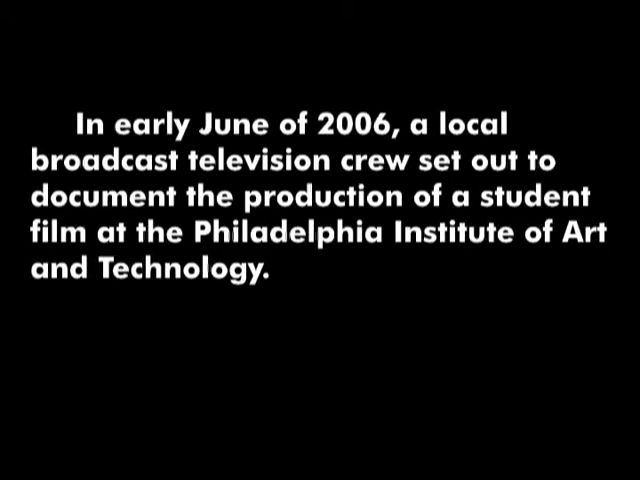 In early June of 2006, a local
broadcast television crew set out to
document the production of a student
film at the Philadelphia Institute of Art
and Technology.